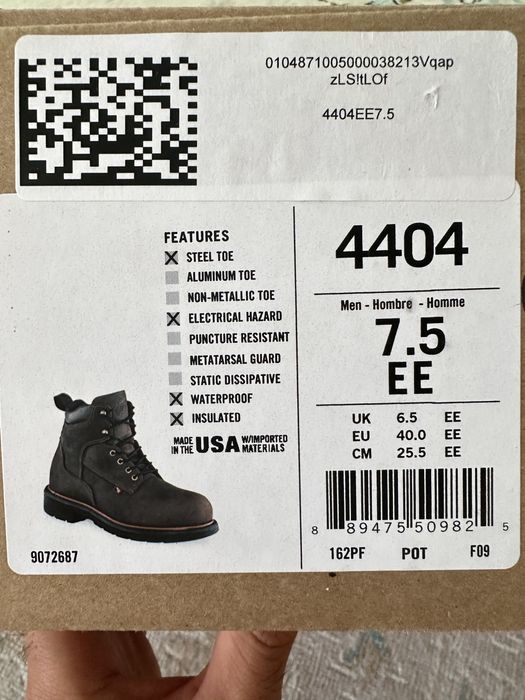 0104871005000038213Vqap
zLS!tLOf
4404EE7.5
FEATURES
STEEL TOE
ALUMINUM TOE
NON-METALLIC TOE
ELECTRICAL HAZARD
PUNCTURE RESISTANT
METATARSAL GUARD
STATIC DISSIPATIVE
WATERPROOF
INSULATED
MADE IN THE USA W/IMPORTED MATERIALS
9072687
4404
Men - Hombre - Homme
7.5
EE
UK 6.5 EE
EU 40.0 EE
CM 25.5 EE
8 89475 50982 5
162PF POT F09